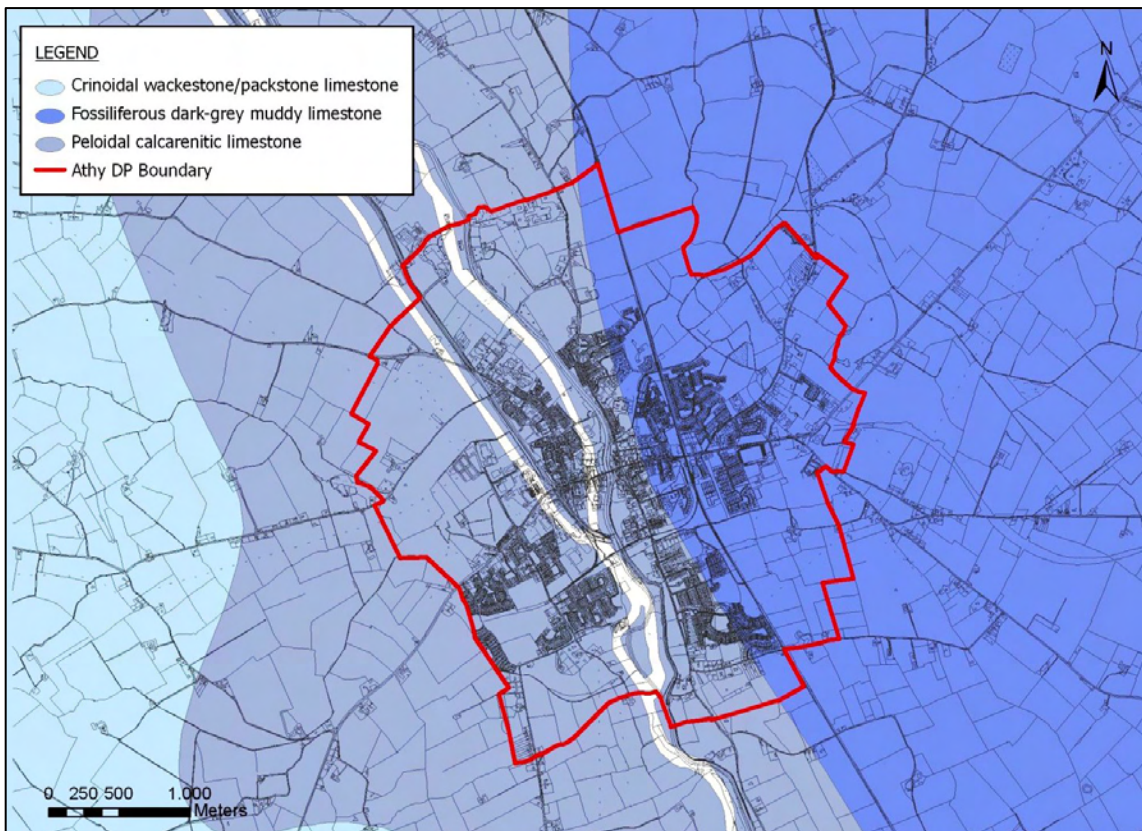 LEGEND
Crinoidal wackestone/packstone limestone
Fossiliferous dark-grey muddy limestone
Peloidal calcarenitic limestone
Athy DP Boundary
N
0 250 500 1.000
Meters